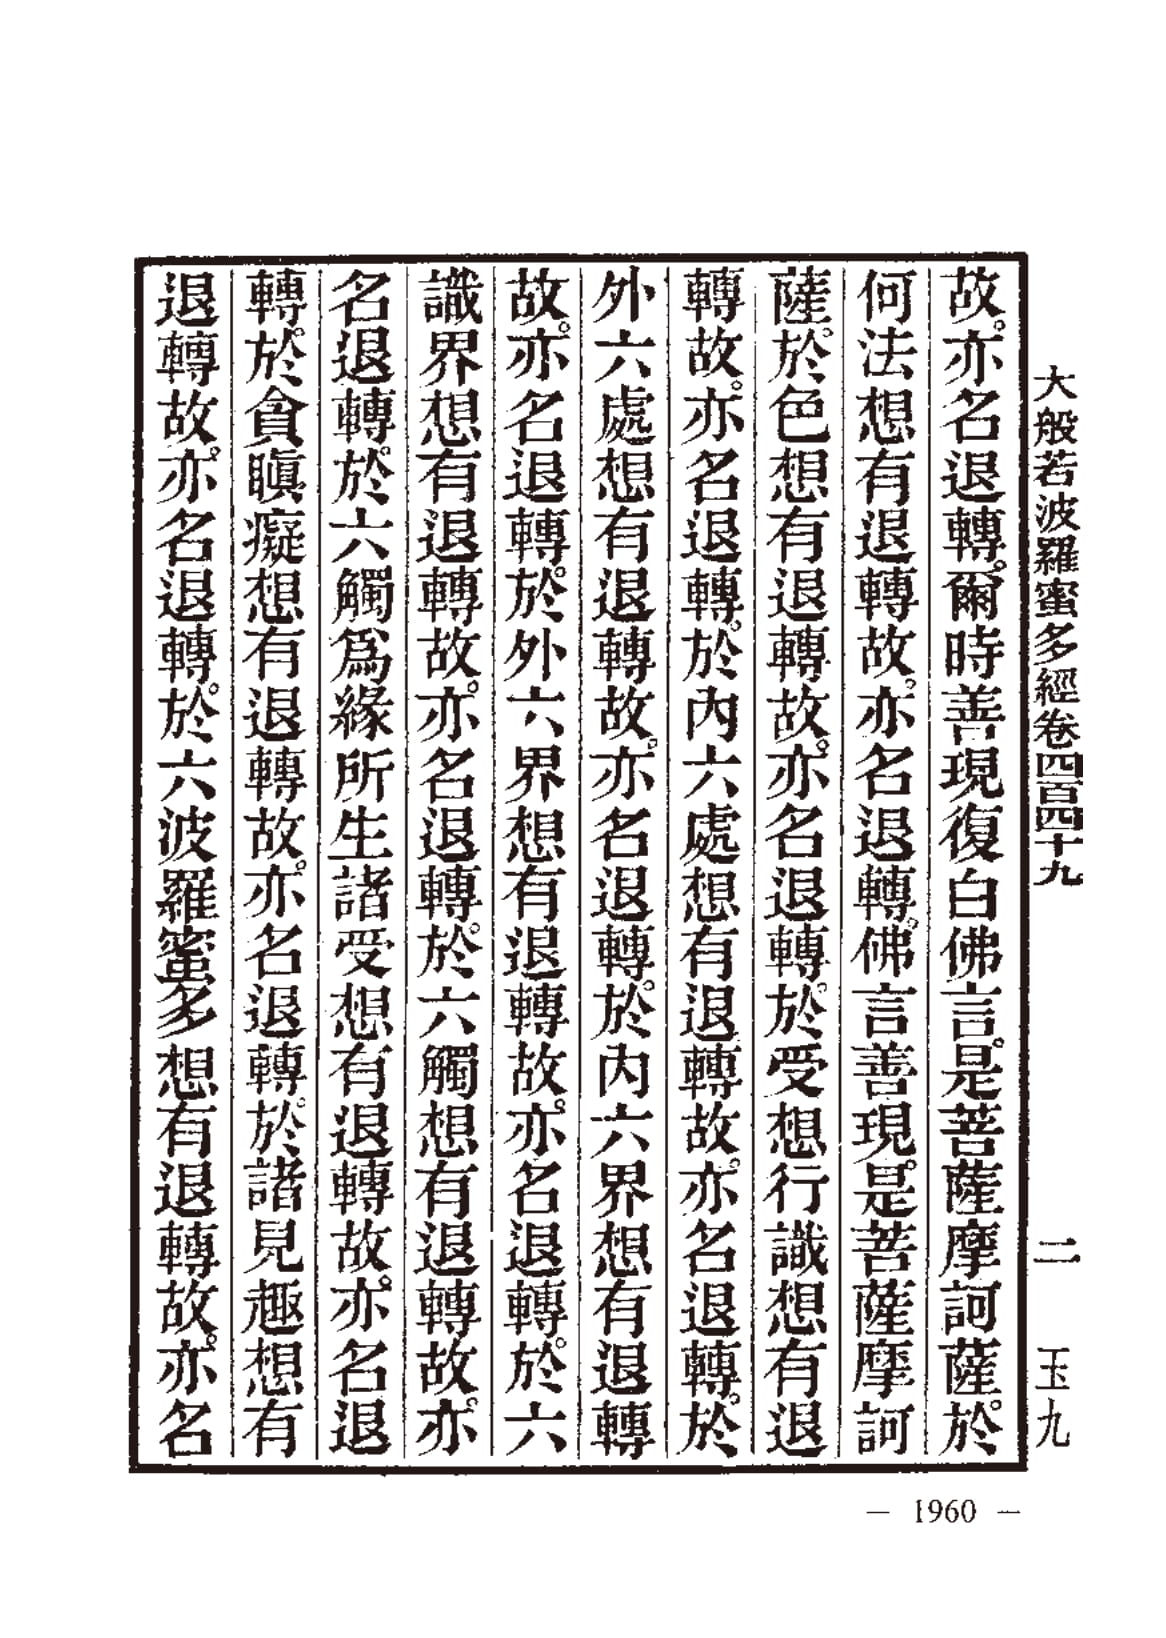 大般若波羅蜜多經卷四百四十九 二 玉九
故。亦名退轉。爾時善現復白佛言。是菩薩摩訶薩。於
何法想有退轉故。亦名退轉。佛言善現。是菩薩摩訶
薩。於色想有退轉故。亦名退轉。於受想行識想有退
轉故。亦名退轉。於內六處想有退轉故。亦名退轉。於
外六處想有退轉故。亦名退轉。於內六界想有退轉
故。亦名退轉。於外六界想有退轉故。亦名退轉。於六
識界想有退轉故。亦名退轉。於六觸想有退轉故。亦
名退轉。於六觸爲緣所生諸受想有退轉故。亦名退
轉。於貪瞋癡想有退轉故。亦名退轉。於諸見趣想有
退轉故。亦名退轉。於六波羅蜜多想有退轉故。亦名
— 1960 —